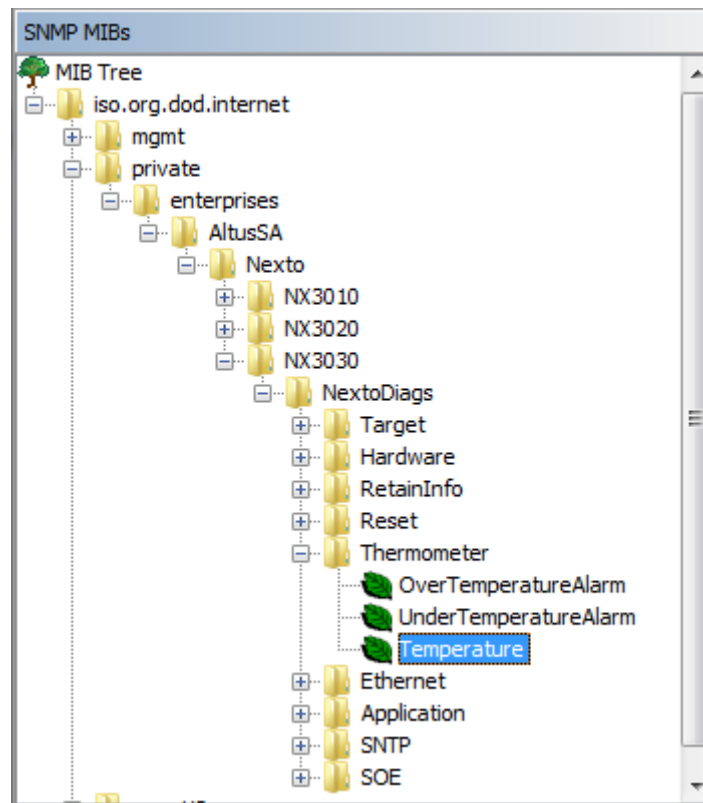 SNMP MIBs
MIB Tree
iso.org.dod.internet
mgmt
private
enterprises
AltusSA
Nexto
NX3010
NX3020
NX3030
NextoDiags
Target
Hardware
RetainInfo
Reset
Thermometer
OverTemperatureAlarm
UnderTemperatureAlarm
Temperature
Ethernet
Application
SNTP
SOE